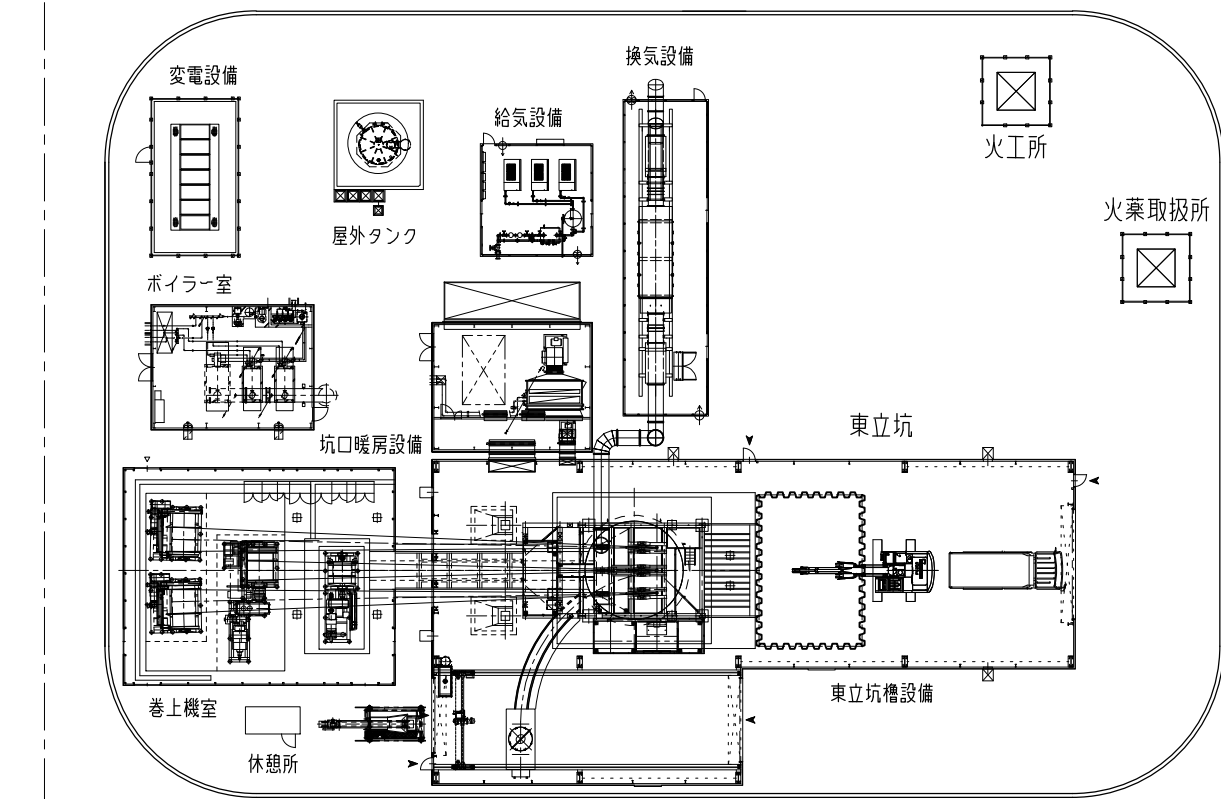 換気設備
変電設備
給気設備
火工所
火薬取扱所
屋外タンク
ボイラー室
東立坑
坑口暖房設備
東立坑櫓設備
巻上機室
休憩所